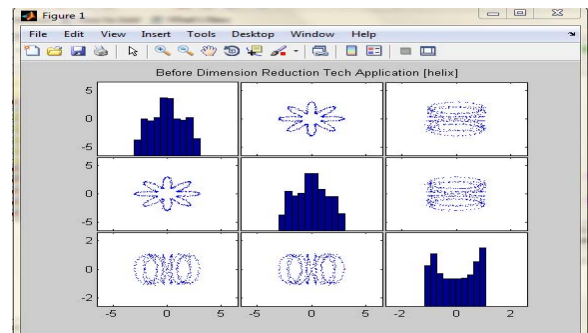 Figure 1
File Edit View Insert Tools Desktop Window Help
Before Dimension Reduction Tech Application [helix]
5
0
-5
5
0
-5
2
0
-2
-5 0 5 -5 0 5 -2 0 2